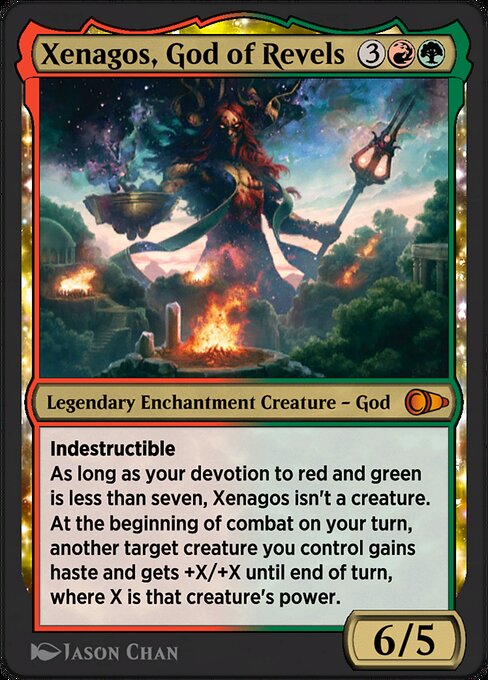 Xenagos, God of Revels 3
Legendary Enchantment Creature – God
Indestructible
As long as your devotion to red and green
is less than seven, Xenagos isn't a creature.
At the beginning of combat on your turn,
another target creature you control gains
haste and gets +X/+X until end of turn,
where X is that creature's power.
6/5
Jason Chan